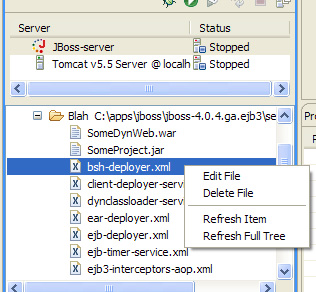 Server Status
JBoss-server Stopped
Tomcat v5.5 Server @ localh Stopped
Blah C:\apps\jboss\jboss-4.0.4.ga.ejb3\se
SomeDynWeb.war
SomeProject.jar
bsh-deployer.xml
client-deployer-serv
dynclassloader-serv
ear-deployer.xml
ejb-deployer.xml
ejb-timer-service.xml
ejb3-interceptors-aop.xml
Edit File
Delete File
Refresh Item
Refresh Full Tree
Pro